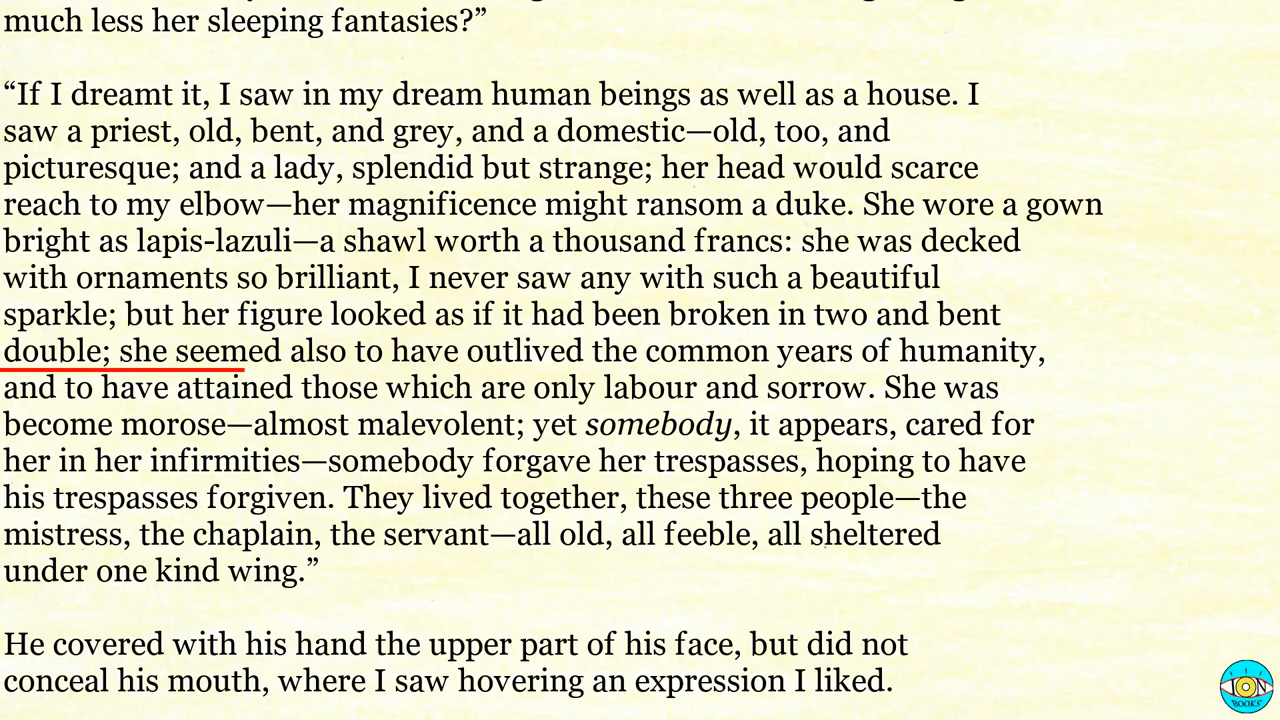 much less her sleeping fantasies?”
“If I dreamt it, I saw in my dream human beings as well as a house. I
saw a priest, old, bent, and grey, and a domestic—old, too, and
picturesque; and a lady, splendid but strange; her head would scarce
reach to my elbow—her magnificence might ransom a duke. She wore a gown
bright as lapis-lazuli—a shawl worth a thousand francs: she was decked
with ornaments so brilliant, I never saw any with such a beautiful
sparkle; but her figure looked as if it had been broken in two and bent
double; she seemed also to have outlived the common years of humanity,
and to have attained those which are only labour and sorrow. She was
become morose—almost malevolent; yet somebody, it appears, cared for
her in her infirmities—somebody forgave her trespasses, hoping to have
his trespasses forgiven. They lived together, these three people—the
mistress, the chaplain, the servant—all old, all feeble, all sheltered
under one kind wing.”
He covered with his hand the upper part of his face, but did not
conceal his mouth, where I saw hovering an expression I liked.
ION
BOOKS